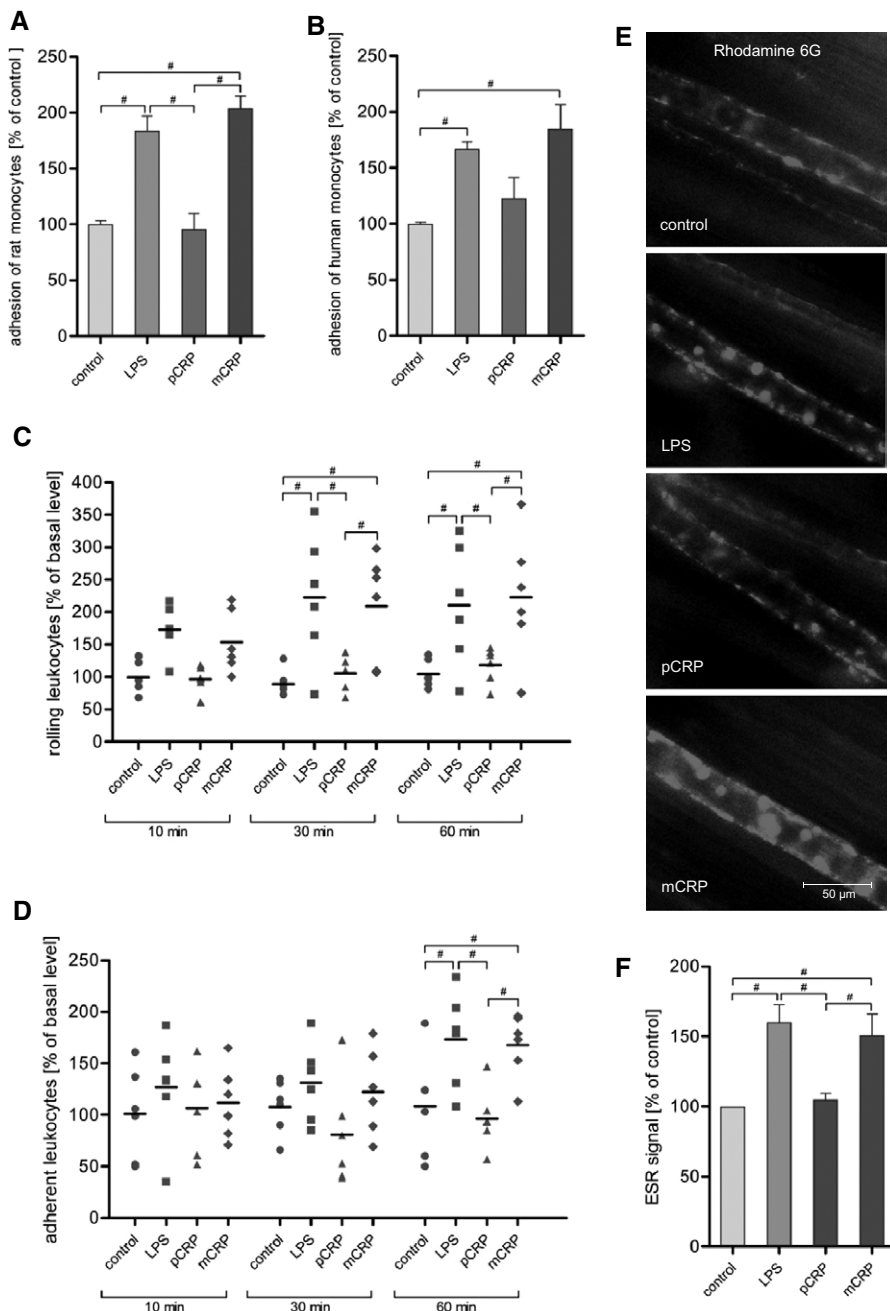 A
adhesion of rat monocytes [% of control ]
250
200
150
100
50
0
#
#
#
#
control
LPS
pCRP
mCRP
B
adhesion of human monocytes [% of control]
250
200
150
100
50
0
#
#
control
LPS
pCRP
mCRP
C
rolling leukocytes [% of basal level]
400
350
300
250
200
150
100
50
0
#
#
#
#
#
#
#
#
control
LPS
pCRP
mCRP
control
LPS
pCRP
mCRP
control
LPS
pCRP
mCRP
10 min
30 min
60 min
D
adherent leukocytes [% of basal level]
250
200
150
100
50
0
#
#
#
#
control
LPS
pCRP
mCRP
control
LPS
pCRP
mCRP
control
LPS
pCRP
mCRP
10 min
30 min
60 min
E
Rhodamine 6G
control
LPS
pCRP
mCRP
50 µm
F
ESR signal [% of control]
200
150
100
50
0
#
#
#
#
control
LPS
pCRP
mCRP